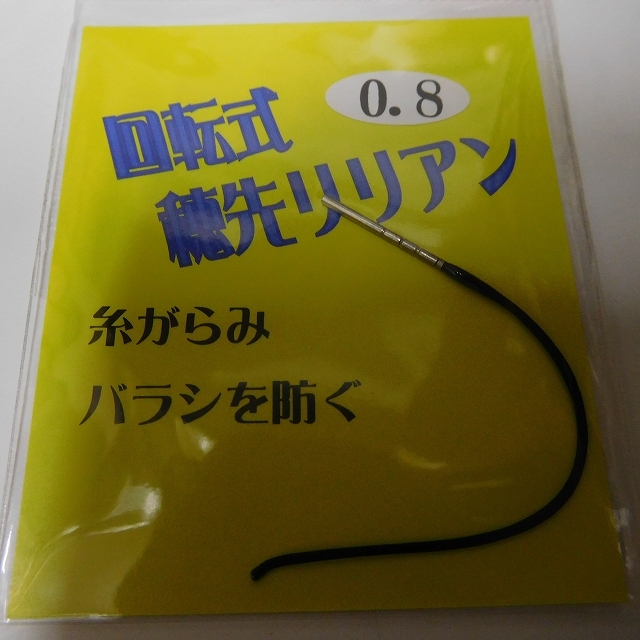 0.8
回転式
穂先リリアン
糸がらみ
バラシを防ぐ